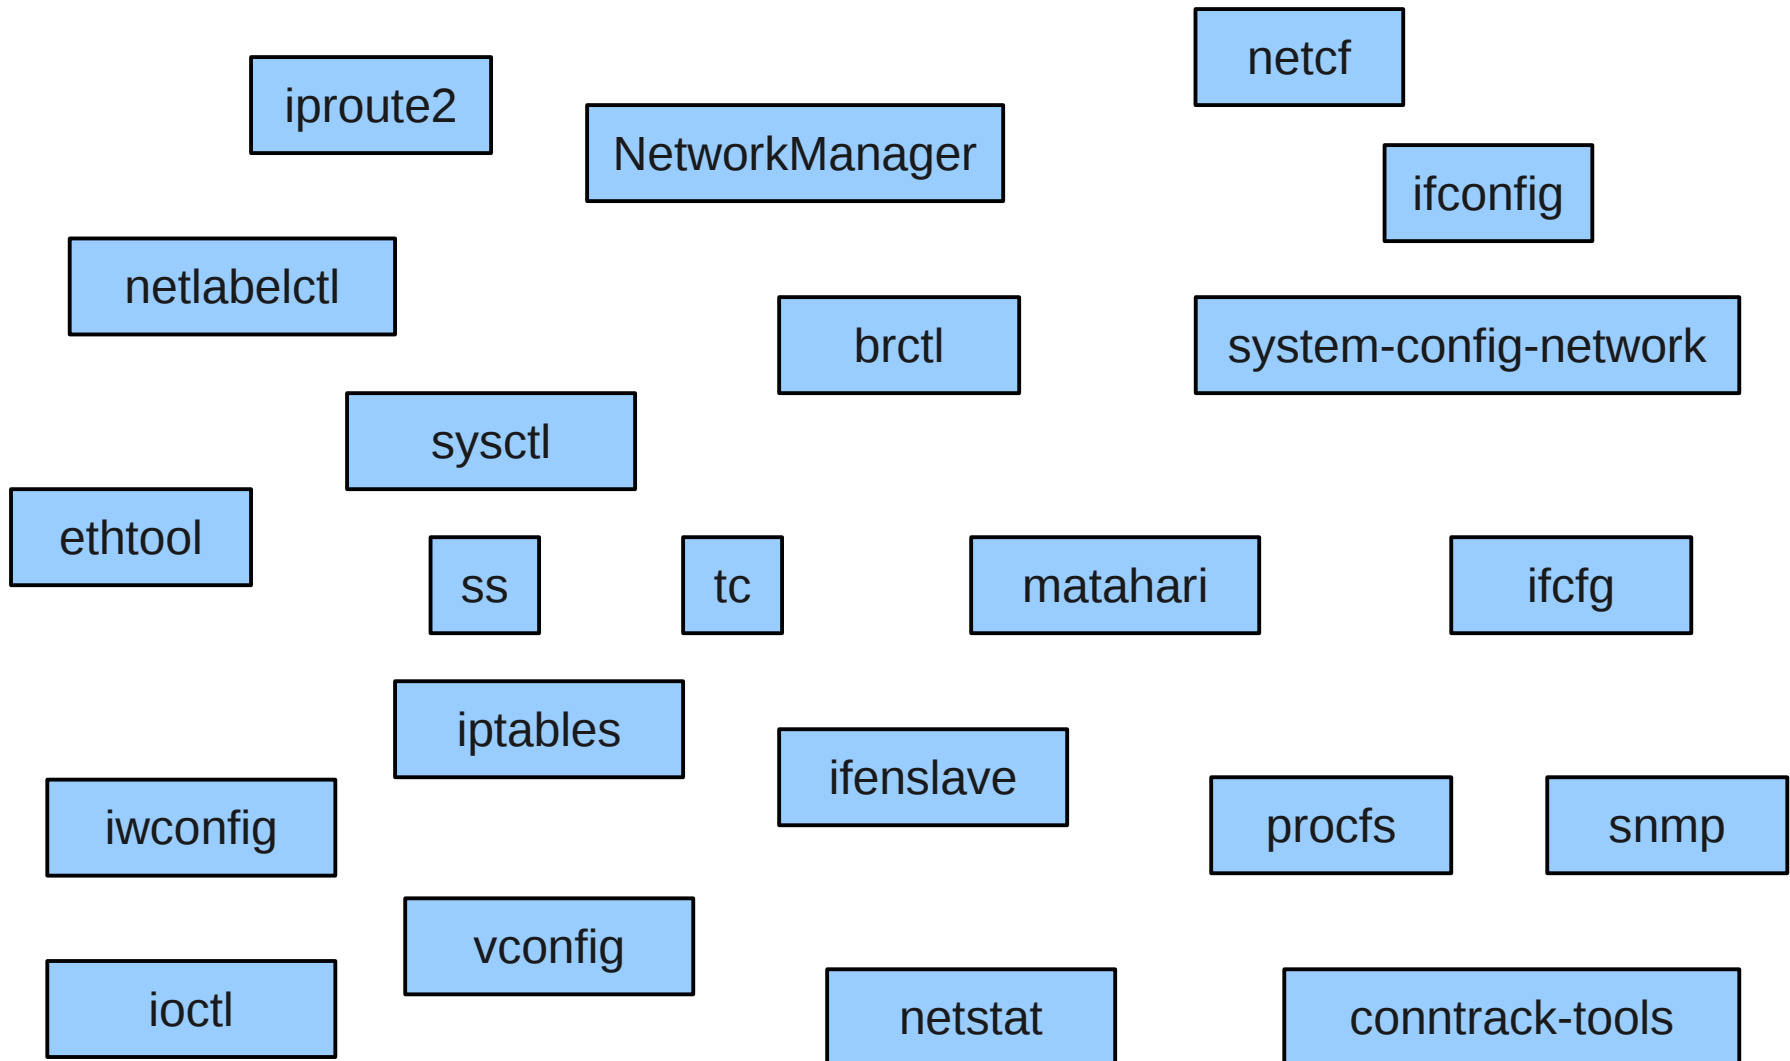 netcf
iproute2
NetworkManager
ifconfig
netlabelctl
brctl
system-config-network
sysctl
ethtool
ss
tc
matahari
ifcfg
iptables
ifenslave
iwconfig
procfs
snmp
vconfig
ioctl
netstat
conntrack-tools